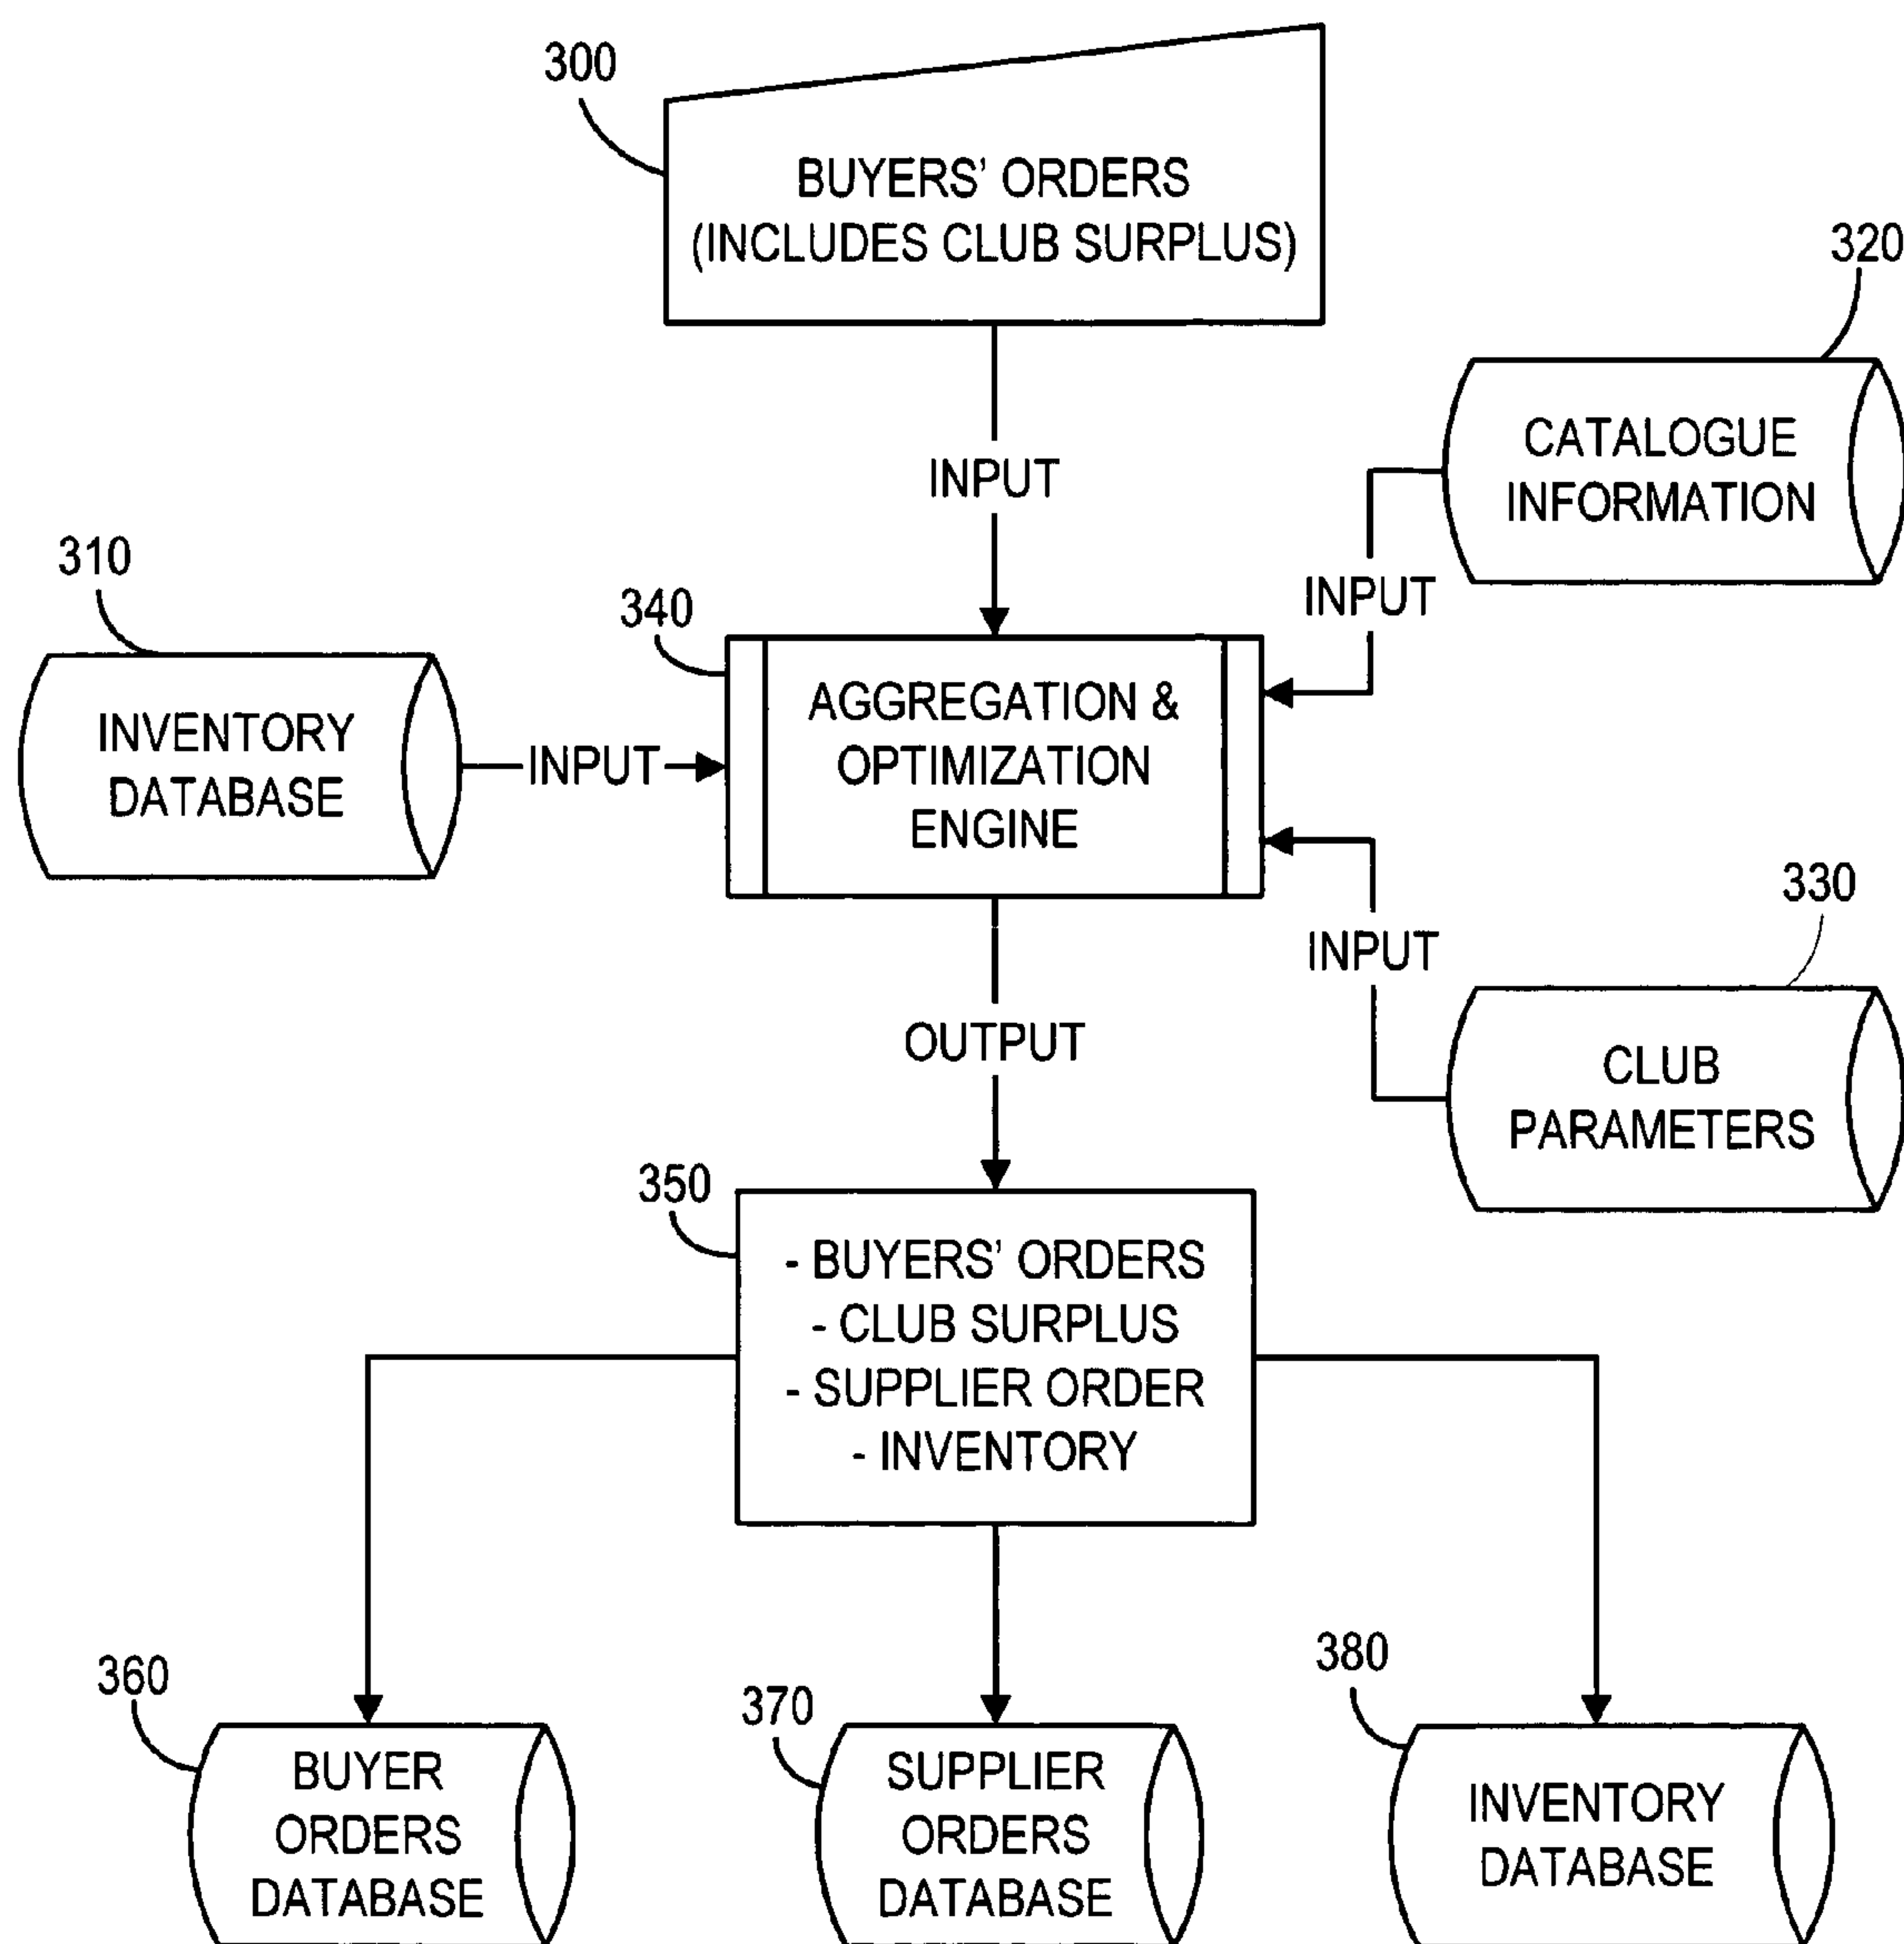 300
BUYERS' ORDERS
(INCLUDES CLUB SURPLUS)
320
CATALOGUE
INFORMATION
INPUT
INPUT
310
INVENTORY
DATABASE
INPUT
340
AGGREGATION &
OPTIMIZATION
ENGINE
330
INPUT
CLUB
PARAMETERS
OUTPUT
350
- BUYERS' ORDERS
- CLUB SURPLUS
- SUPPLIER ORDER
- INVENTORY
360
BUYER
ORDERS
DATABASE
370
SUPPLIER
ORDERS
DATABASE
380
INVENTORY
DATABASE